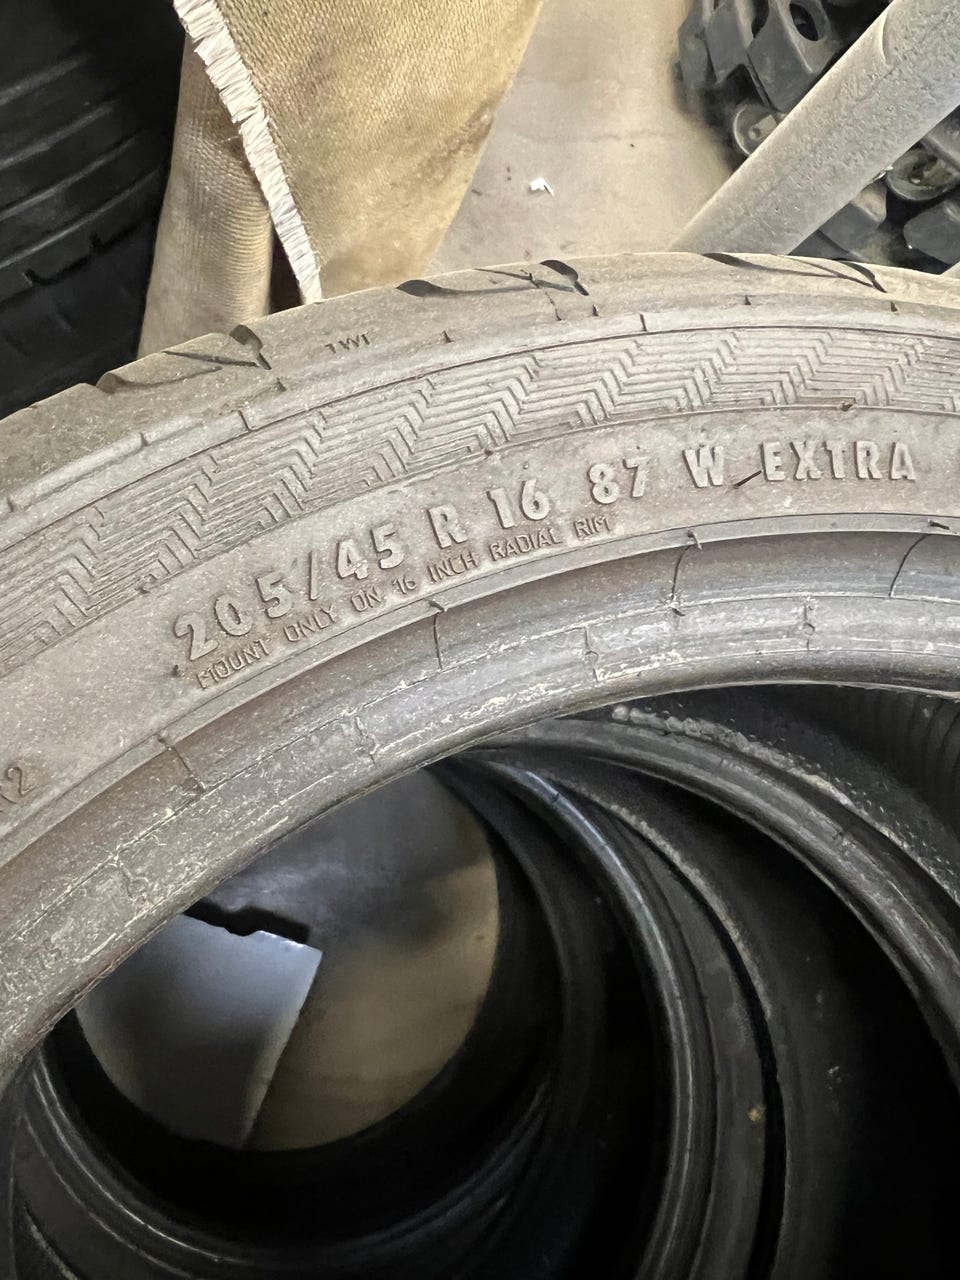 TWI
205/45 R 16 87 W EXTRA
MOUNT ONLY ON 16 INCH RADIAL RIM